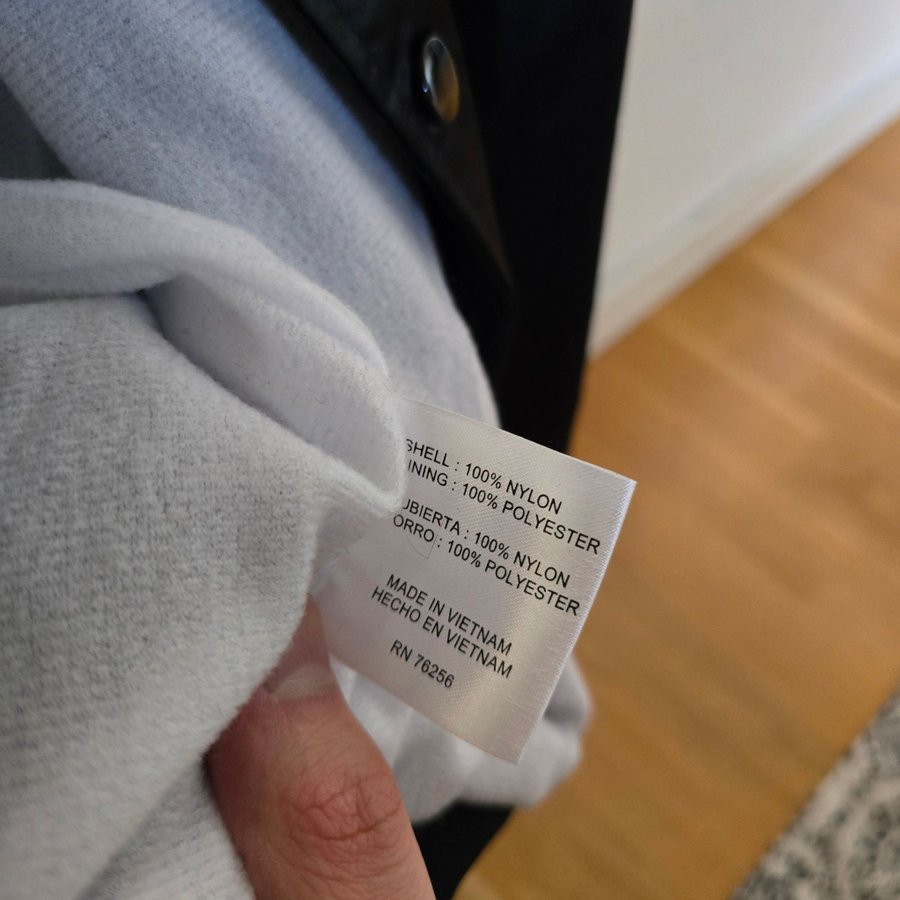 SHELL : 100% NYLON
INING : 100% POLYESTER
UBIERTA : 100% NYLON
ORRO : 100% POLYESTER
MADE IN VIETNAM
HECHO EN VIETNAM
RN 76256